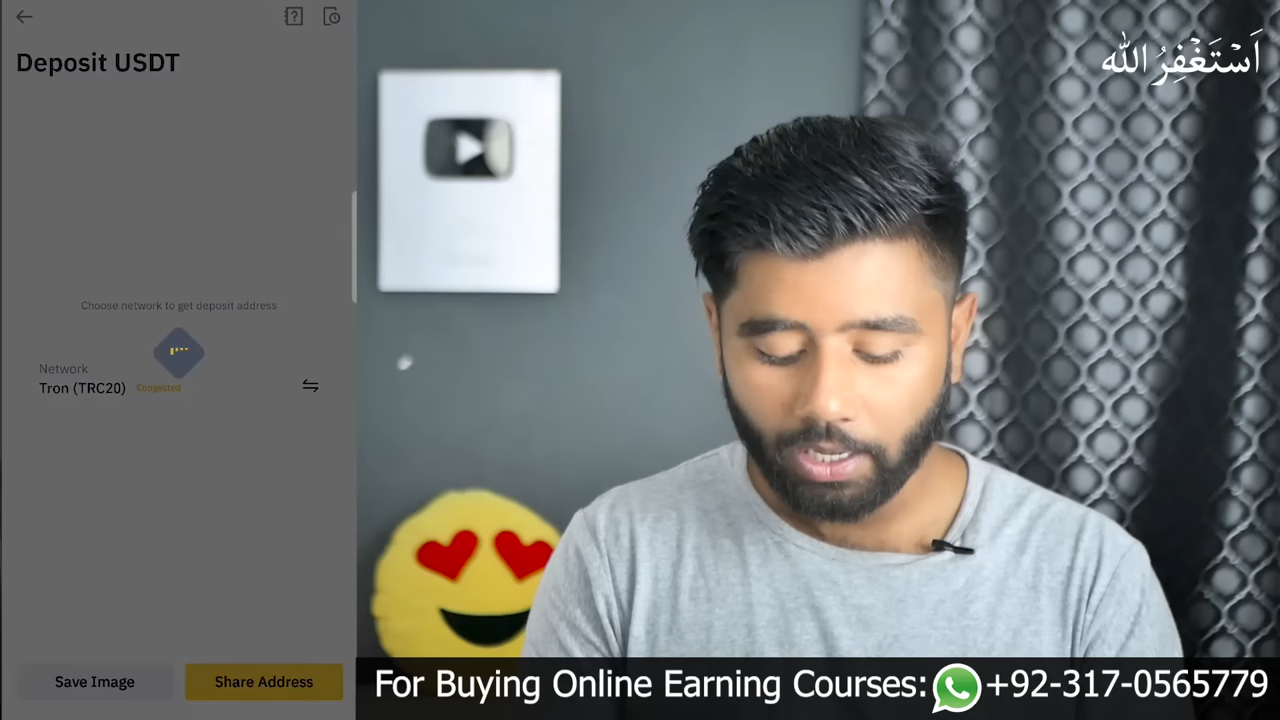 Deposit USDT
Choose network to get deposit address
Network
Tron (TRC20) Congested
Save Image
Share Address
اَسْتَغْفِرُ اللّٰه
For Buying Online Earning Courses: +92-317-0565779